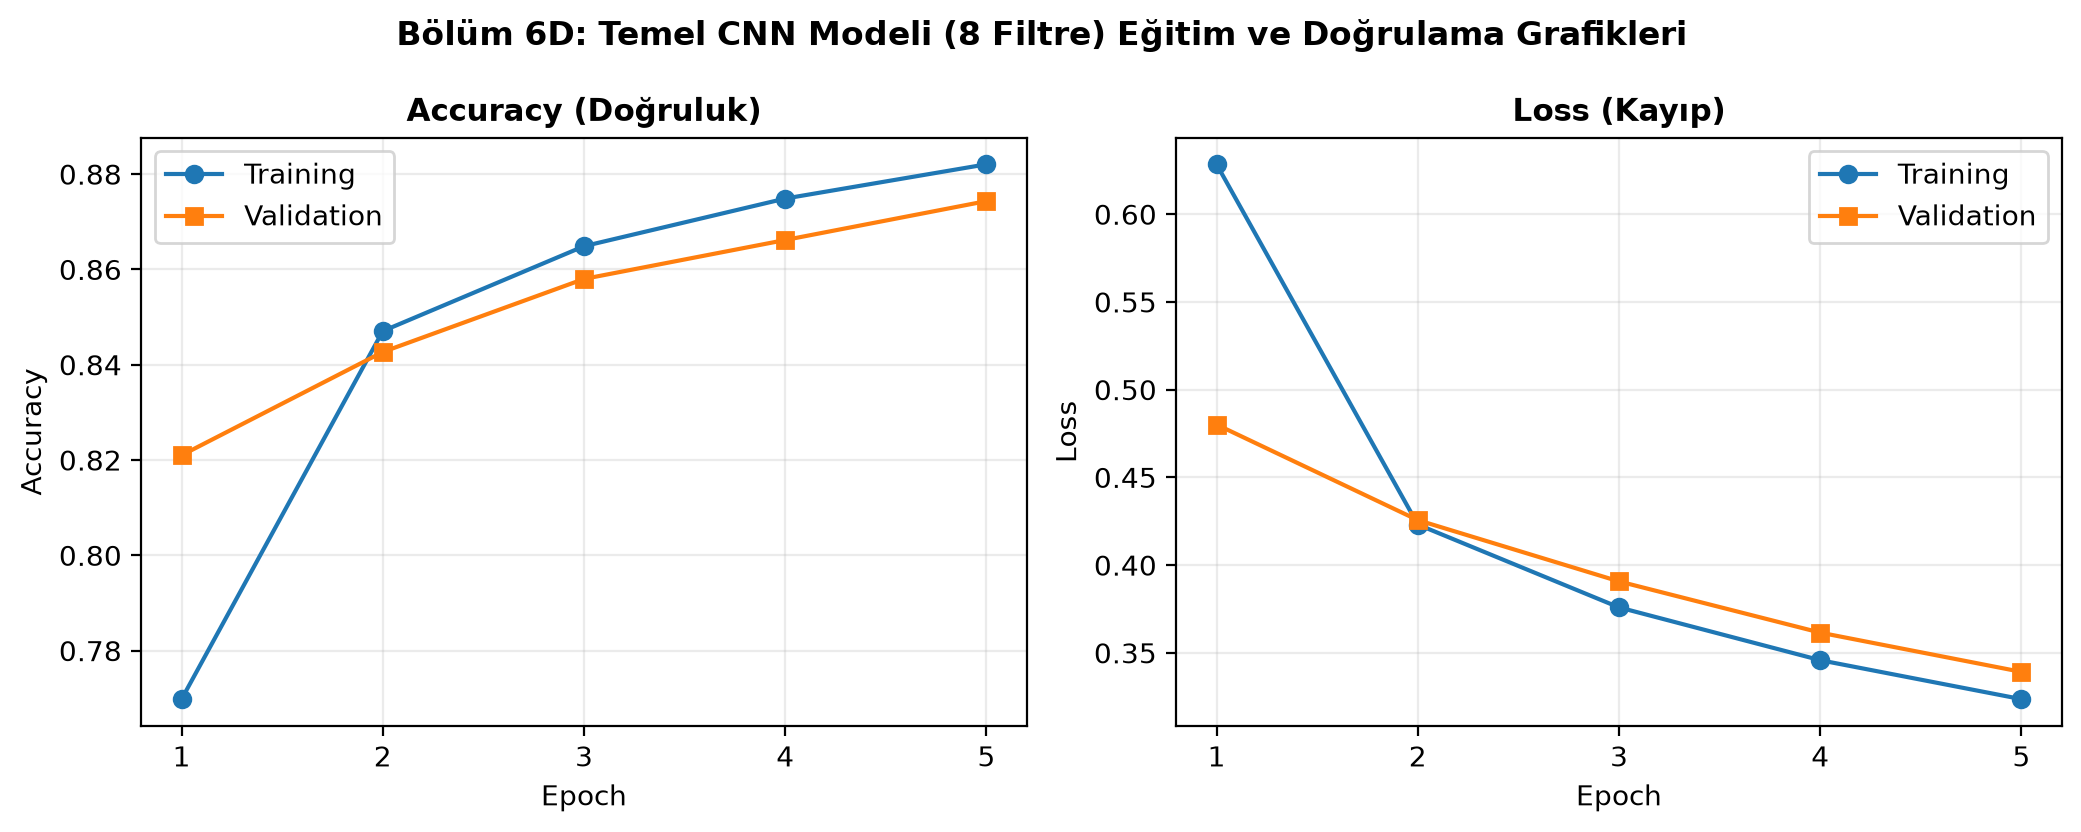 Bölüm 6D: Temel CNN Modeli (8 Filtre) Eğitim ve Doğrulama Grafikleri
Accuracy (Doğruluk)
Training
Validation
0.88
0.86
0.84
0.82
0.80
0.78
Accuracy
1 2 3 4 5
Epoch
Loss (Kayıp)
Training
Validation
0.60
0.55
0.50
0.45
0.40
0.35
Loss
1 2 3 4 5
Epoch